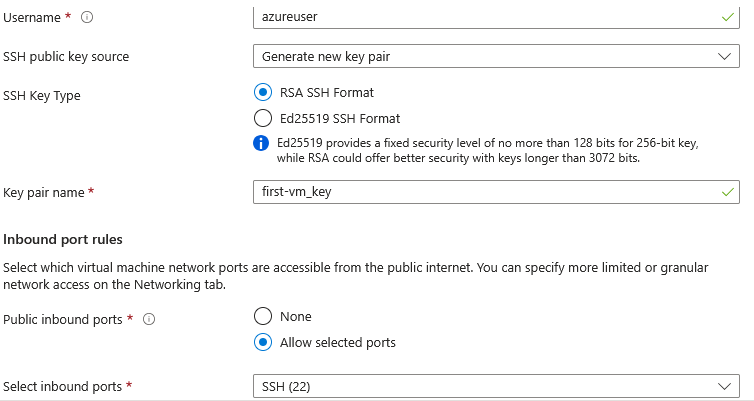 Username * azureuser
SSH public key source Generate new key pair
SSH Key Type RSA SSH Format
Ed25519 SSH Format
Ed25519 provides a fixed security level of no more than 128 bits for 256-bit key,
while RSA could offer better security with keys longer than 3072 bits.
Key pair name * first-vm_key
Inbound port rules
Select which virtual machine network ports are accessible from the public internet. You can specify more limited or granular
network access on the Networking tab.
Public inbound ports * None
Allow selected ports
Select inbound ports * SSH (22)